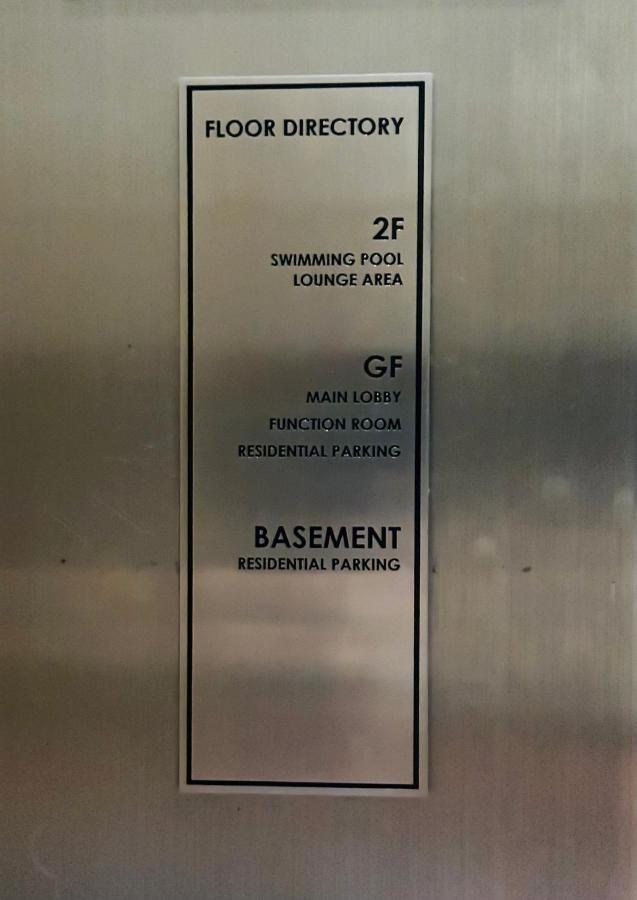 FLOOR DIRECTORY
2F
SWIMMING POOL
LOUNGE AREA
GF
MAIN LOBBY
FUNCTION ROOM
RESIDENTIAL PARKING
BASEMENT
RESIDENTIAL PARKING